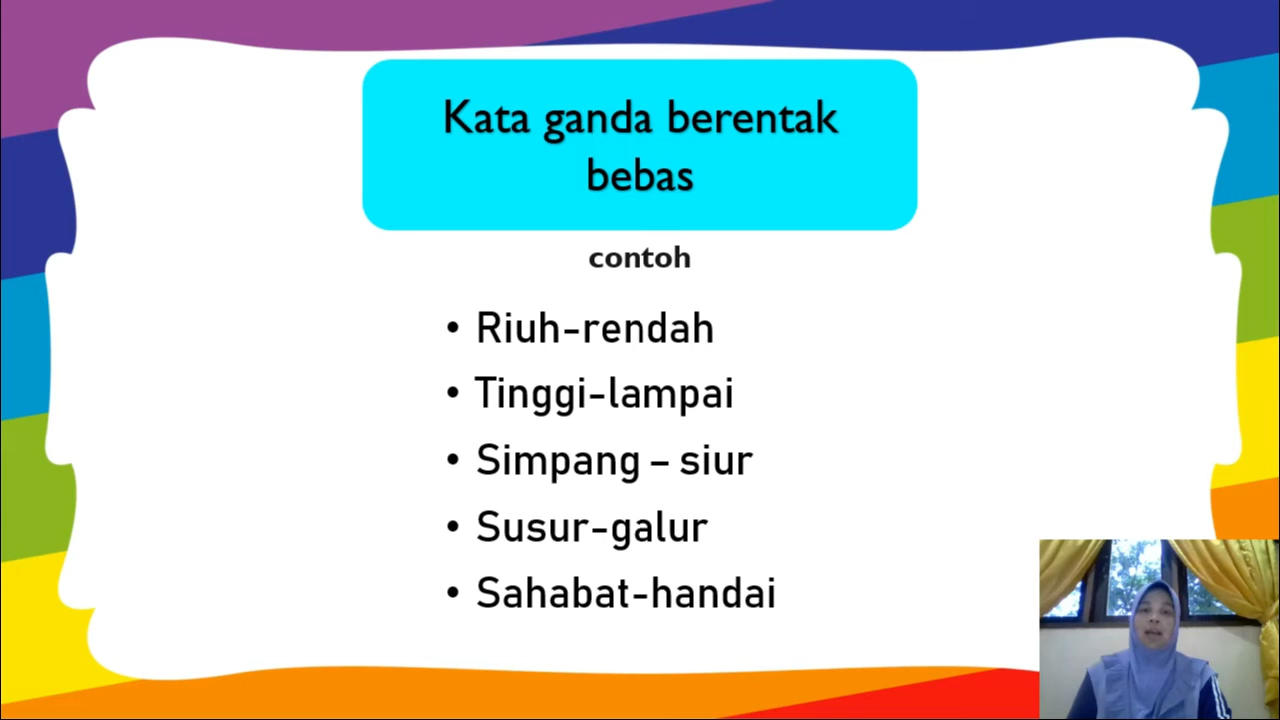 Kata ganda berentak
bebas
contoh
• Riuh-rendah
• Tinggi-lampai
• Simpang – siur
• Susur-galur
• Sahabat-handai